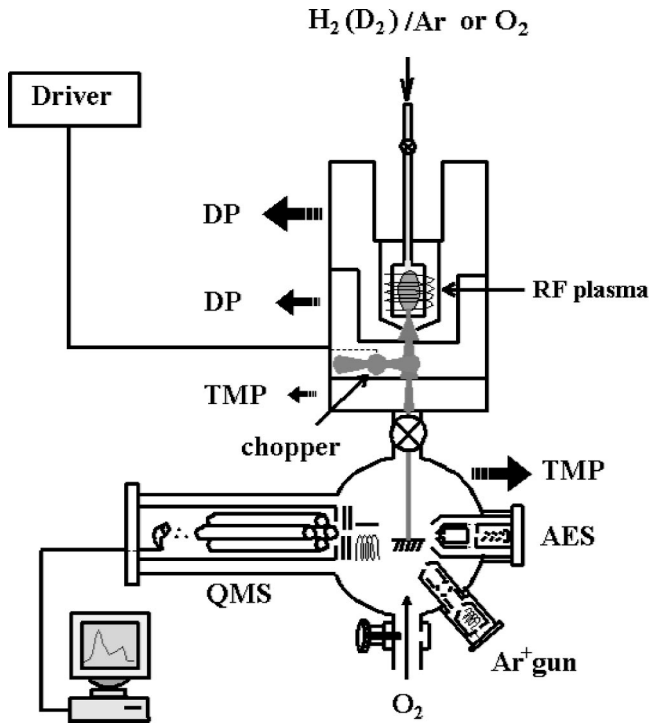 H₂(D₂)/Ar or O₂
Driver
DP
DP
RF plasma
TMP
chopper
TMP
AES
QMS
Ar⁺gun
O₂